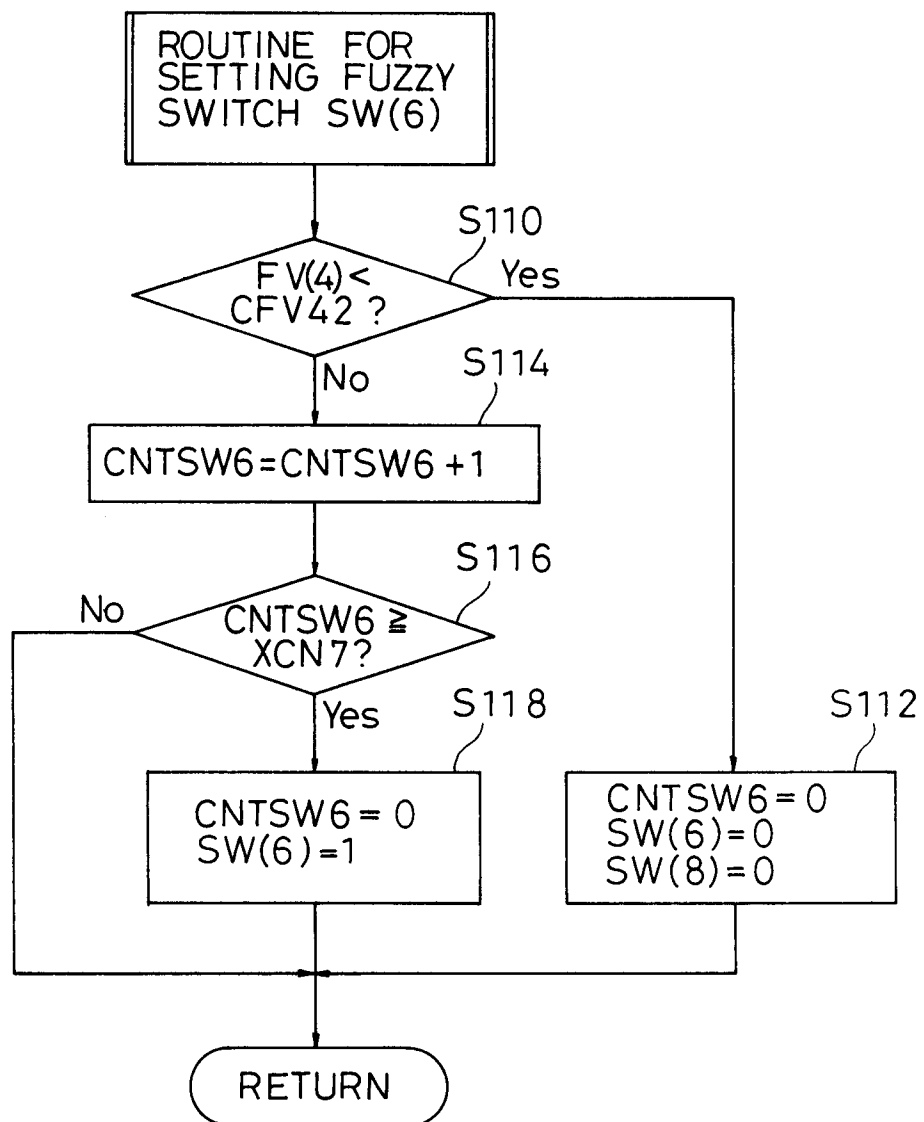 ROUTINE FOR
SETTING FUZZY
SWITCH SW(6)
S110
FV(4)<
CFV42?
Yes
No
S114
CNTSW6=CNTSW6+1
S116
No
CNTSW6≧
XCN7?
Yes
S118
CNTSW6=0
SW(6)=1
S112
CNTSW6=0
SW(6)=0
SW(8)=0
RETURN